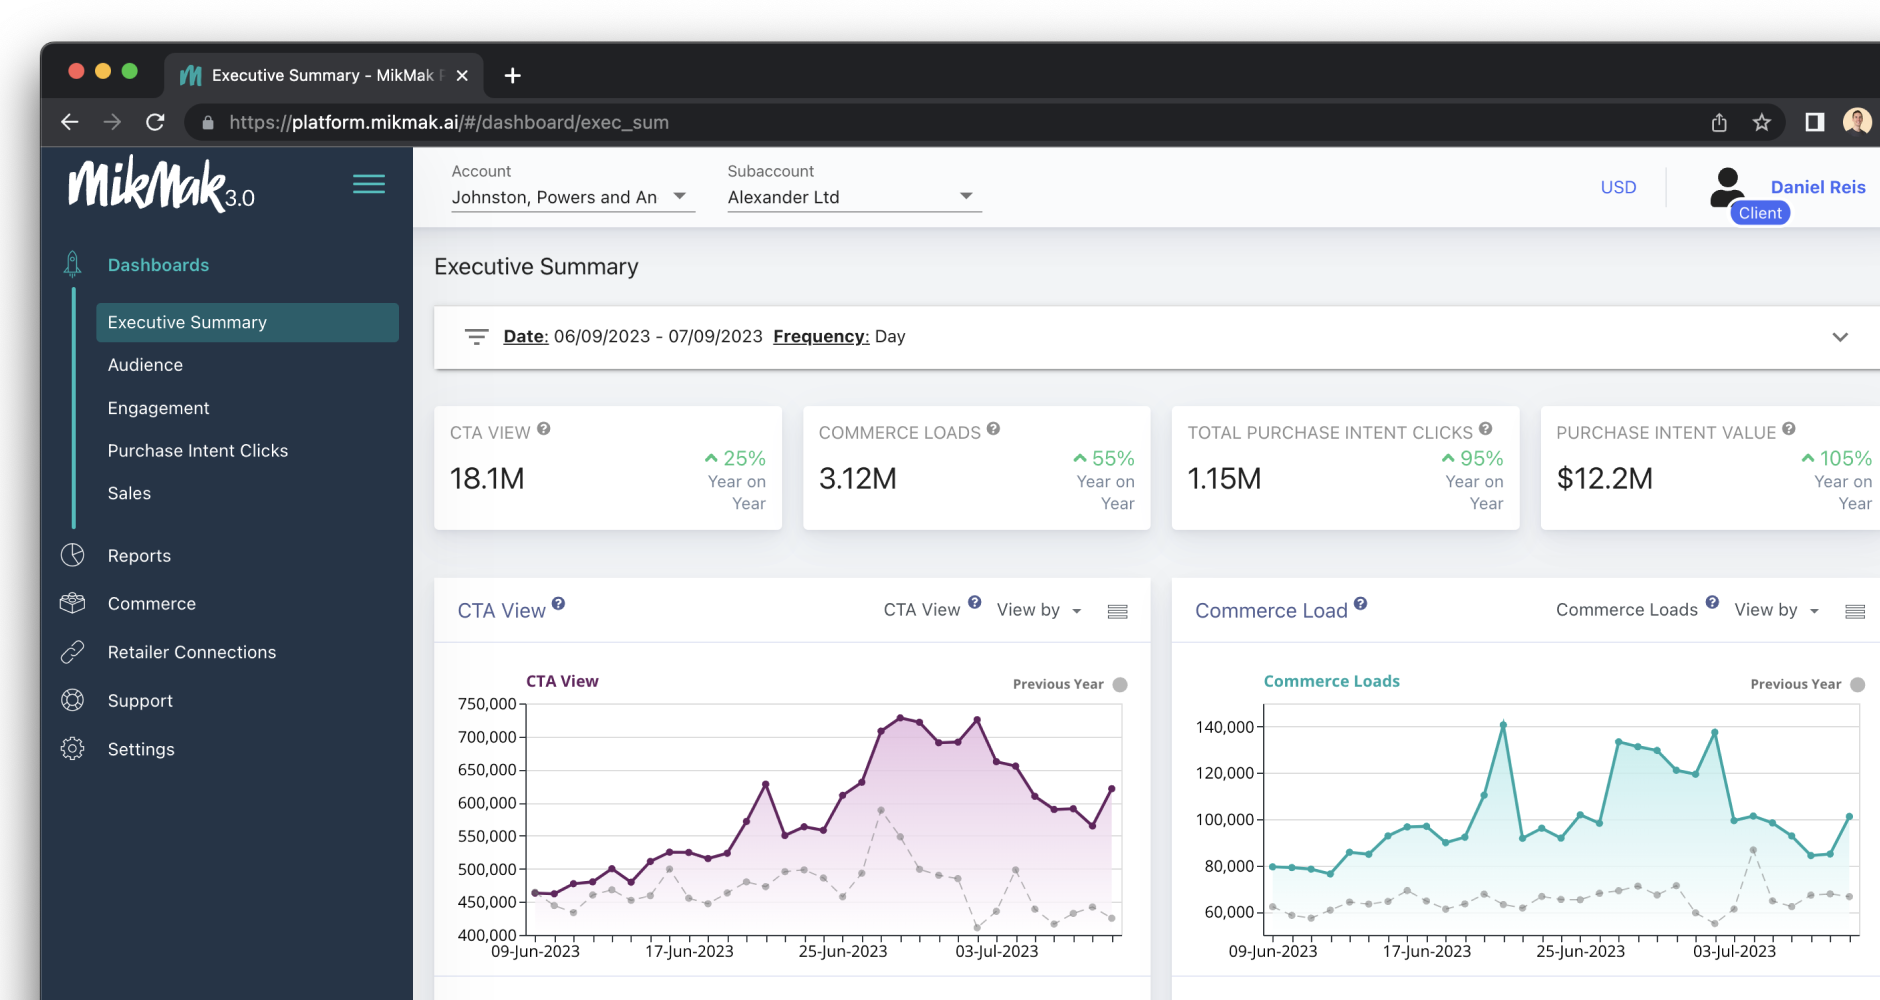 Executive Summary - MikMak
https://platform.mikmak.ai/#/dashboard/exec_sum
MikMak 3.0
Account
Johnston, Powers and An
Subaccount
Alexander Ltd
USD
Daniel Reis
Client
Dashboards
Executive Summary
Audience
Engagement
Purchase Intent Clicks
Sales
Reports
Commerce
Retailer Connections
Support
Settings
Executive Summary
Date: 06/09/2023 - 07/09/2023 Frequency: Day
CTA VIEW ?
18.1M
25%
Year on
Year
COMMERCE LOADS ?
3.12M
55%
Year on
Year
TOTAL PURCHASE INTENT CLICKS ?
1.15M
95%
Year on
Year
PURCHASE INTENT VALUE ?
$12.2M
105%
Year on
Year
CTA View ? CTA View ? View by
CTA View
Previous Year
750,000
700,000
650,000
600,000
550,000
500,000
450,000
400,000
09-Jun-2023 17-Jun-2023 25-Jun-2023 03-Jul-2023
Commerce Load ? Commerce Loads ? View by
Commerce Loads
Previous Year
140,000
120,000
100,000
80,000
60,000
09-Jun-2023 17-Jun-2023 25-Jun-2023 03-Jul-2023